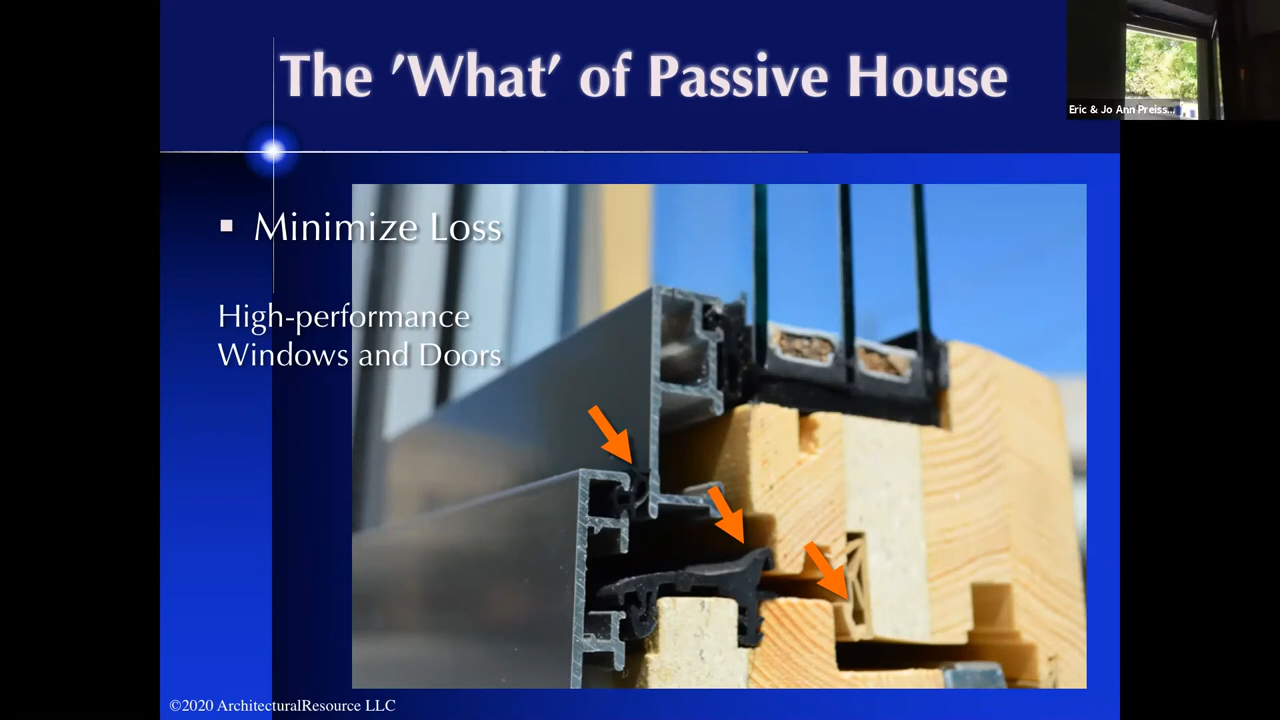 The 'What' of Passive House
Eric & Jo Ann Preiss...
Minimize Loss
High-performance
Windows and Doors
©2020 ArchitecturalResource LLC